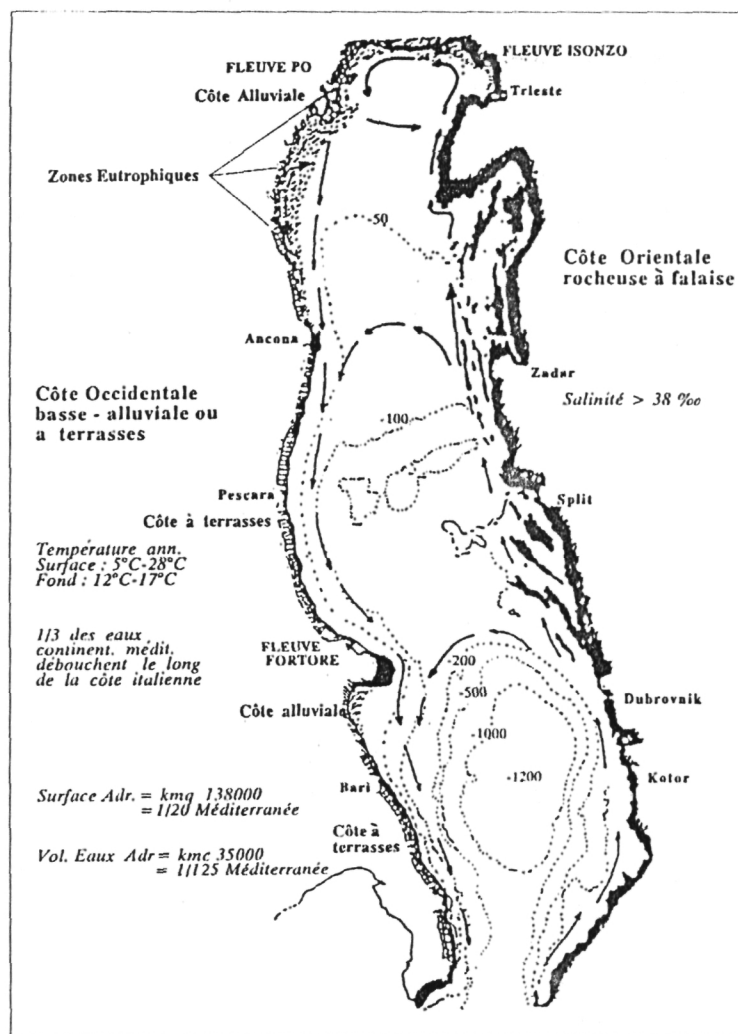 FLEUVE ISONZO
FLEUVE PO
Côte Alluviale
Trieste
Zones Eutrophiques
-50
Côte Orientale
rocheuse à falaise
Ancona
Zadar
Côte Occidentale
basse - alluviale ou
a terrasses
Salinité > 38 ‰
-100
Pescara
Split
Côte à terrasses
Température ann.
Surface : 5°C-28°C
Fond : 12°C-17°C
1/3 des eaux
continent. médit.
débouchent le long
de la côte italienne
FLEUVE
FORTORE
-200
-500
Dubrovnik
Côte alluviale
-1000
-1200
Kotor
Bari
Surface Adr. = kmq 138000
= 1/20 Méditerranée
Côte à
terrasses
Vol. Eaux Adr = kmc 35000
= 1/125 Méditerranée